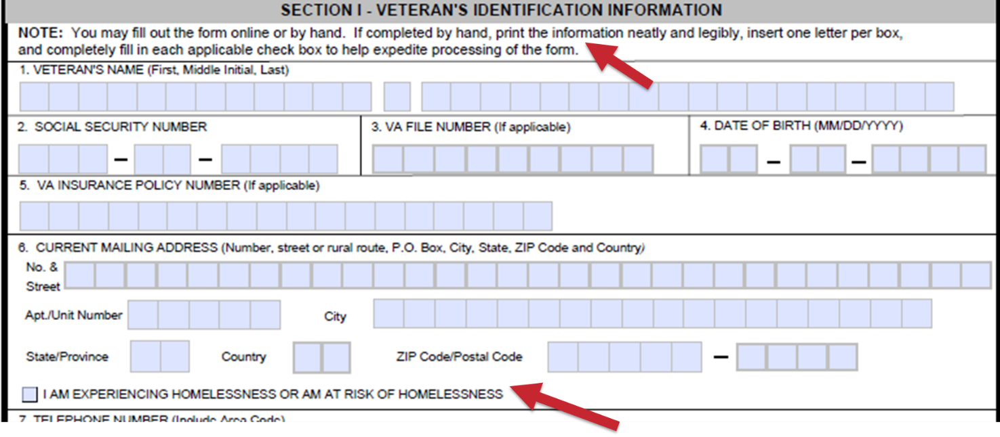 SECTION I - VETERAN'S IDENTIFICATION INFORMATION
NOTE: You may fill out the form online or by hand. If completed by hand, print the information neatly and legibly, insert one letter per box,
and completely fill in each applicable check box to help expedite processing of the form.
1. VETERAN'S NAME (First, Middle Initial, Last)
2. SOCIAL SECURITY NUMBER
3. VA FILE NUMBER (If applicable)
4. DATE OF BIRTH (MM/DD/YYYY)
5. VA INSURANCE POLICY NUMBER (If applicable)
6. CURRENT MAILING ADDRESS (Number, street or rural route, P.O. Box, City, State, ZIP Code and Country)
No. &
Street
Apt./Unit Number City
State/Province Country ZIP Code/Postal Code
I AM EXPERIENCING HOMELESSNESS OR AM AT RISK OF HOMELESSNESS
7. TELEPHONE NUMBER (Include Area Code)